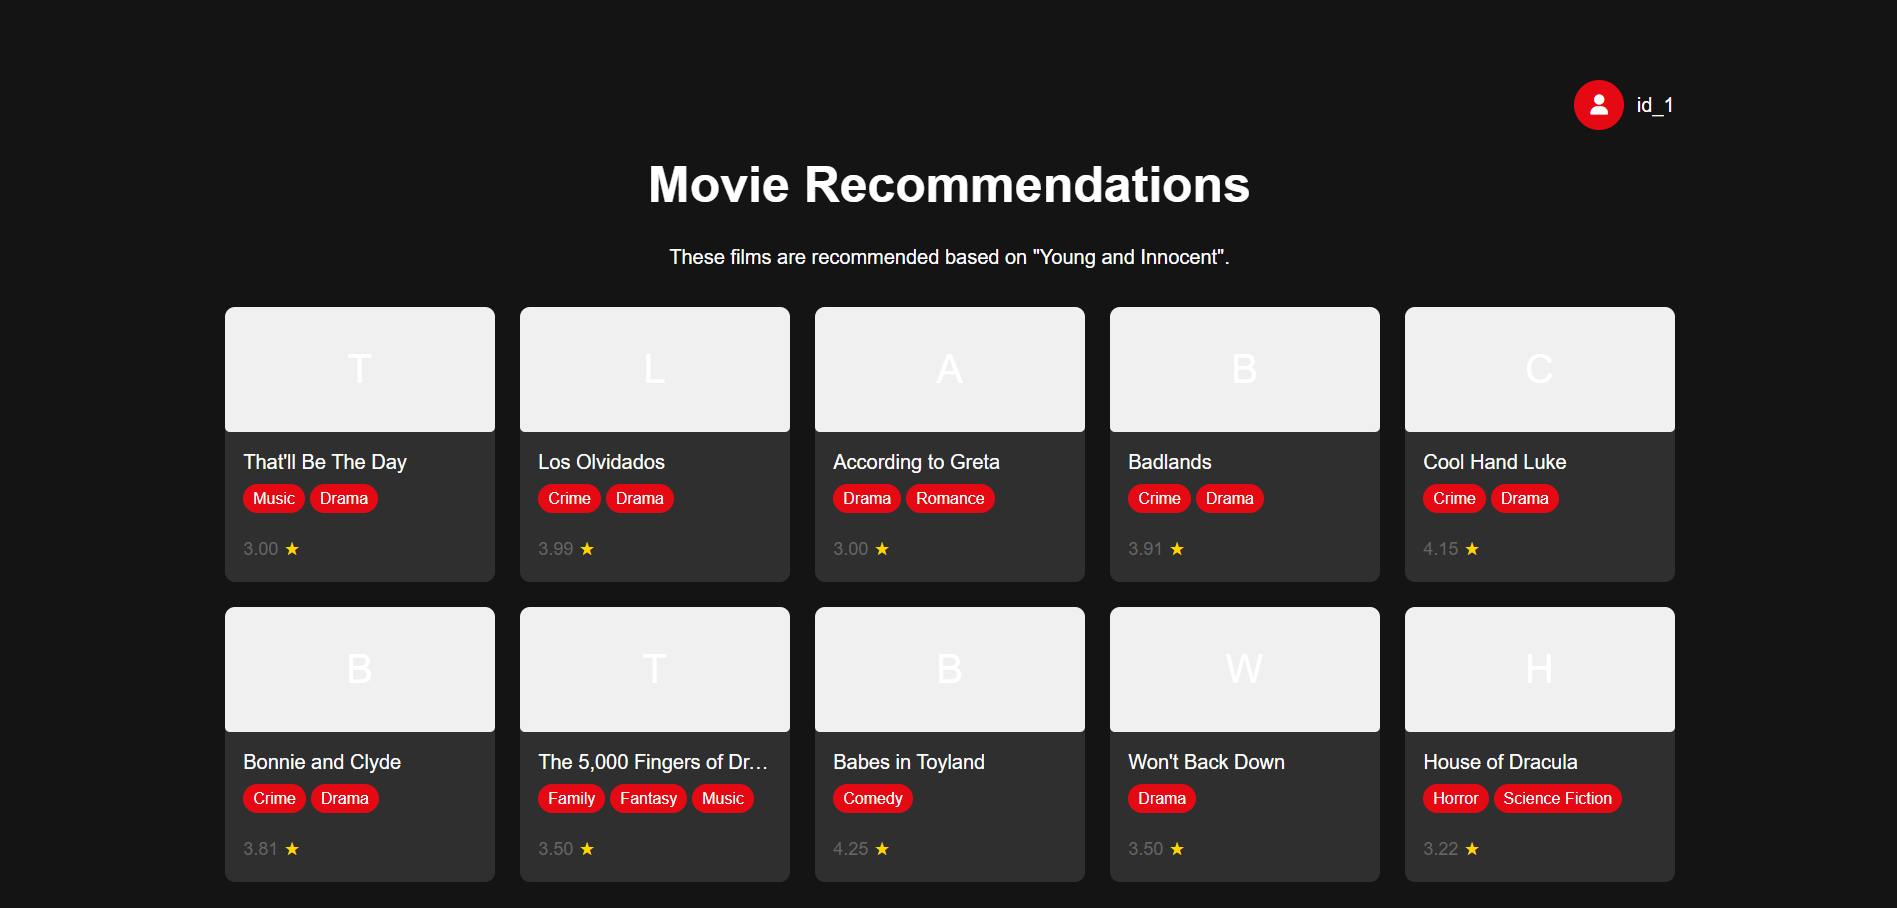 id_1
Movie Recommendations
These films are recommended based on "Young and Innocent".
T
L
A
B
C
That'll Be The Day
Music Drama
3.00 ★
Los Olvidados
Crime Drama
3.99 ★
According to Greta
Drama Romance
3.00 ★
Badlands
Crime Drama
3.91 ★
Cool Hand Luke
Crime Drama
4.15 ★
B
T
B
W
H
Bonnie and Clyde
Crime Drama
3.81 ★
The 5,000 Fingers of Dr...
Family Fantasy Music
3.50 ★
Babes in Toyland
Comedy
4.25 ★
Won't Back Down
Drama
3.50 ★
House of Dracula
Horror Science Fiction
3.22 ★